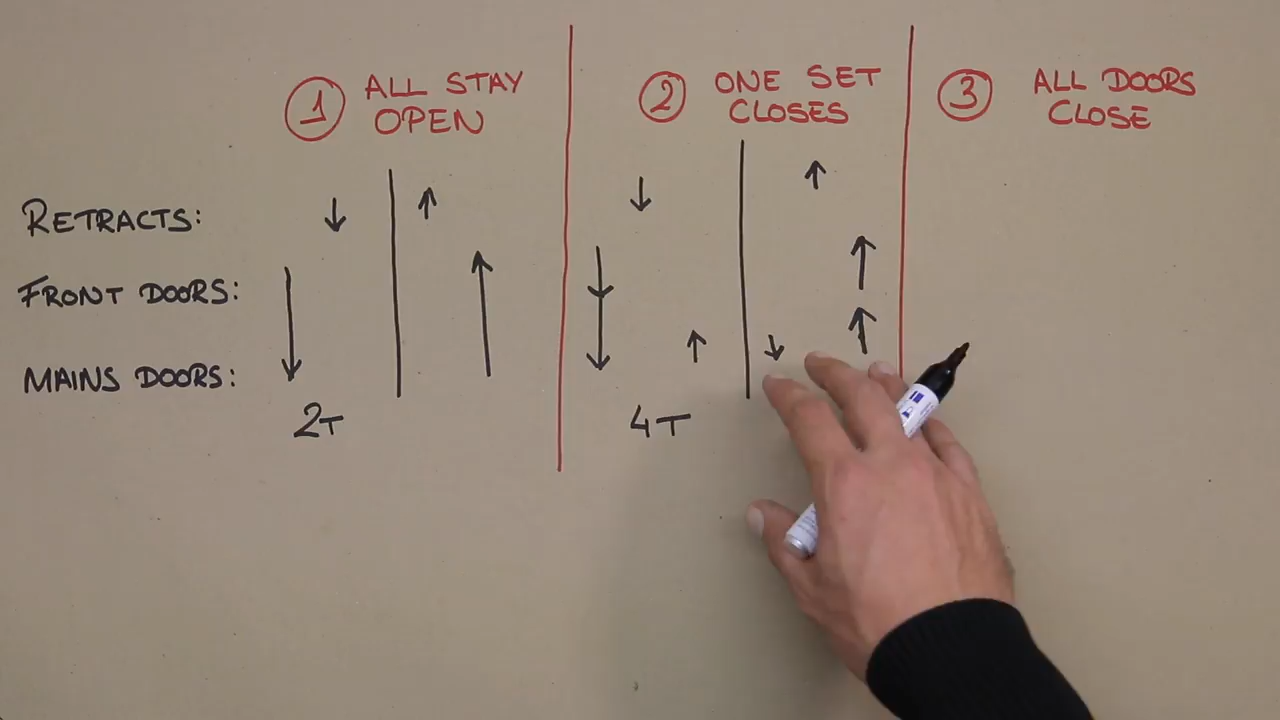 ① ALL STAY
OPEN
② ONE SET
CLOSES
③ ALL DOORS
CLOSE
RETRACTS: ↓ ↑ ↓ ↑
FRONT DOORS:
MAINS DOORS:
2T
4T